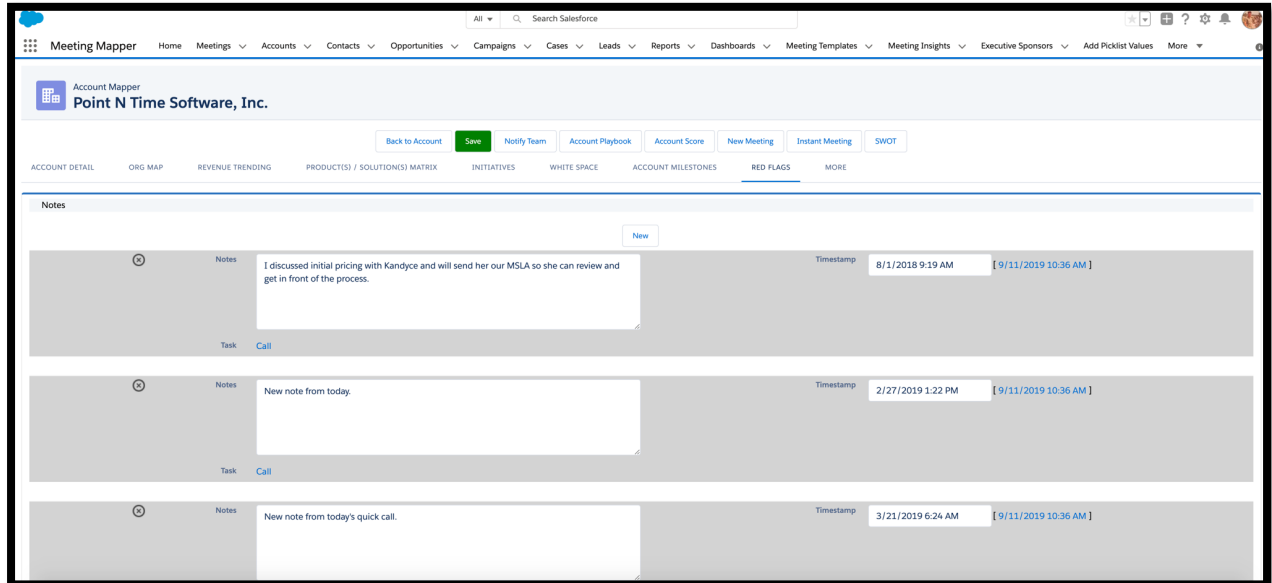 All
Search Salesforce
Meeting Mapper
Home
Meetings
Accounts
Contacts
Opportunities
Campaigns
Cases
Leads
Reports
Dashboards
Meeting Templates
Meeting Insights
Executive Sponsors
Add Picklist Values
More
Account Mapper
Point N Time Software, Inc.
Back to Account
Save
Notify Team
Account Playbook
Account Score
New Meeting
Instant Meeting
SWOT
ACCOUNT DETAIL
ORG MAP
REVENUE TRENDING
PRODUCT(S) / SOLUTION(S) MATRIX
INITIATIVES
WHITE SPACE
ACCOUNT MILESTONES
RED FLAGS
MORE
Notes
New
Notes
I discussed initial pricing with Kandyce and will send her our MSLA so she can review and
get in front of the process.
Timestamp
8/1/2018 9:19 AM
[ 9/11/2019 10:36 AM ]
Task
Call
Notes
New note from today.
Timestamp
2/27/2019 1:22 PM
[ 9/11/2019 10:36 AM ]
Task
Call
Notes
New note from today's quick call.
Timestamp
3/21/2019 6:24 AM
[ 9/11/2019 10:36 AM ]